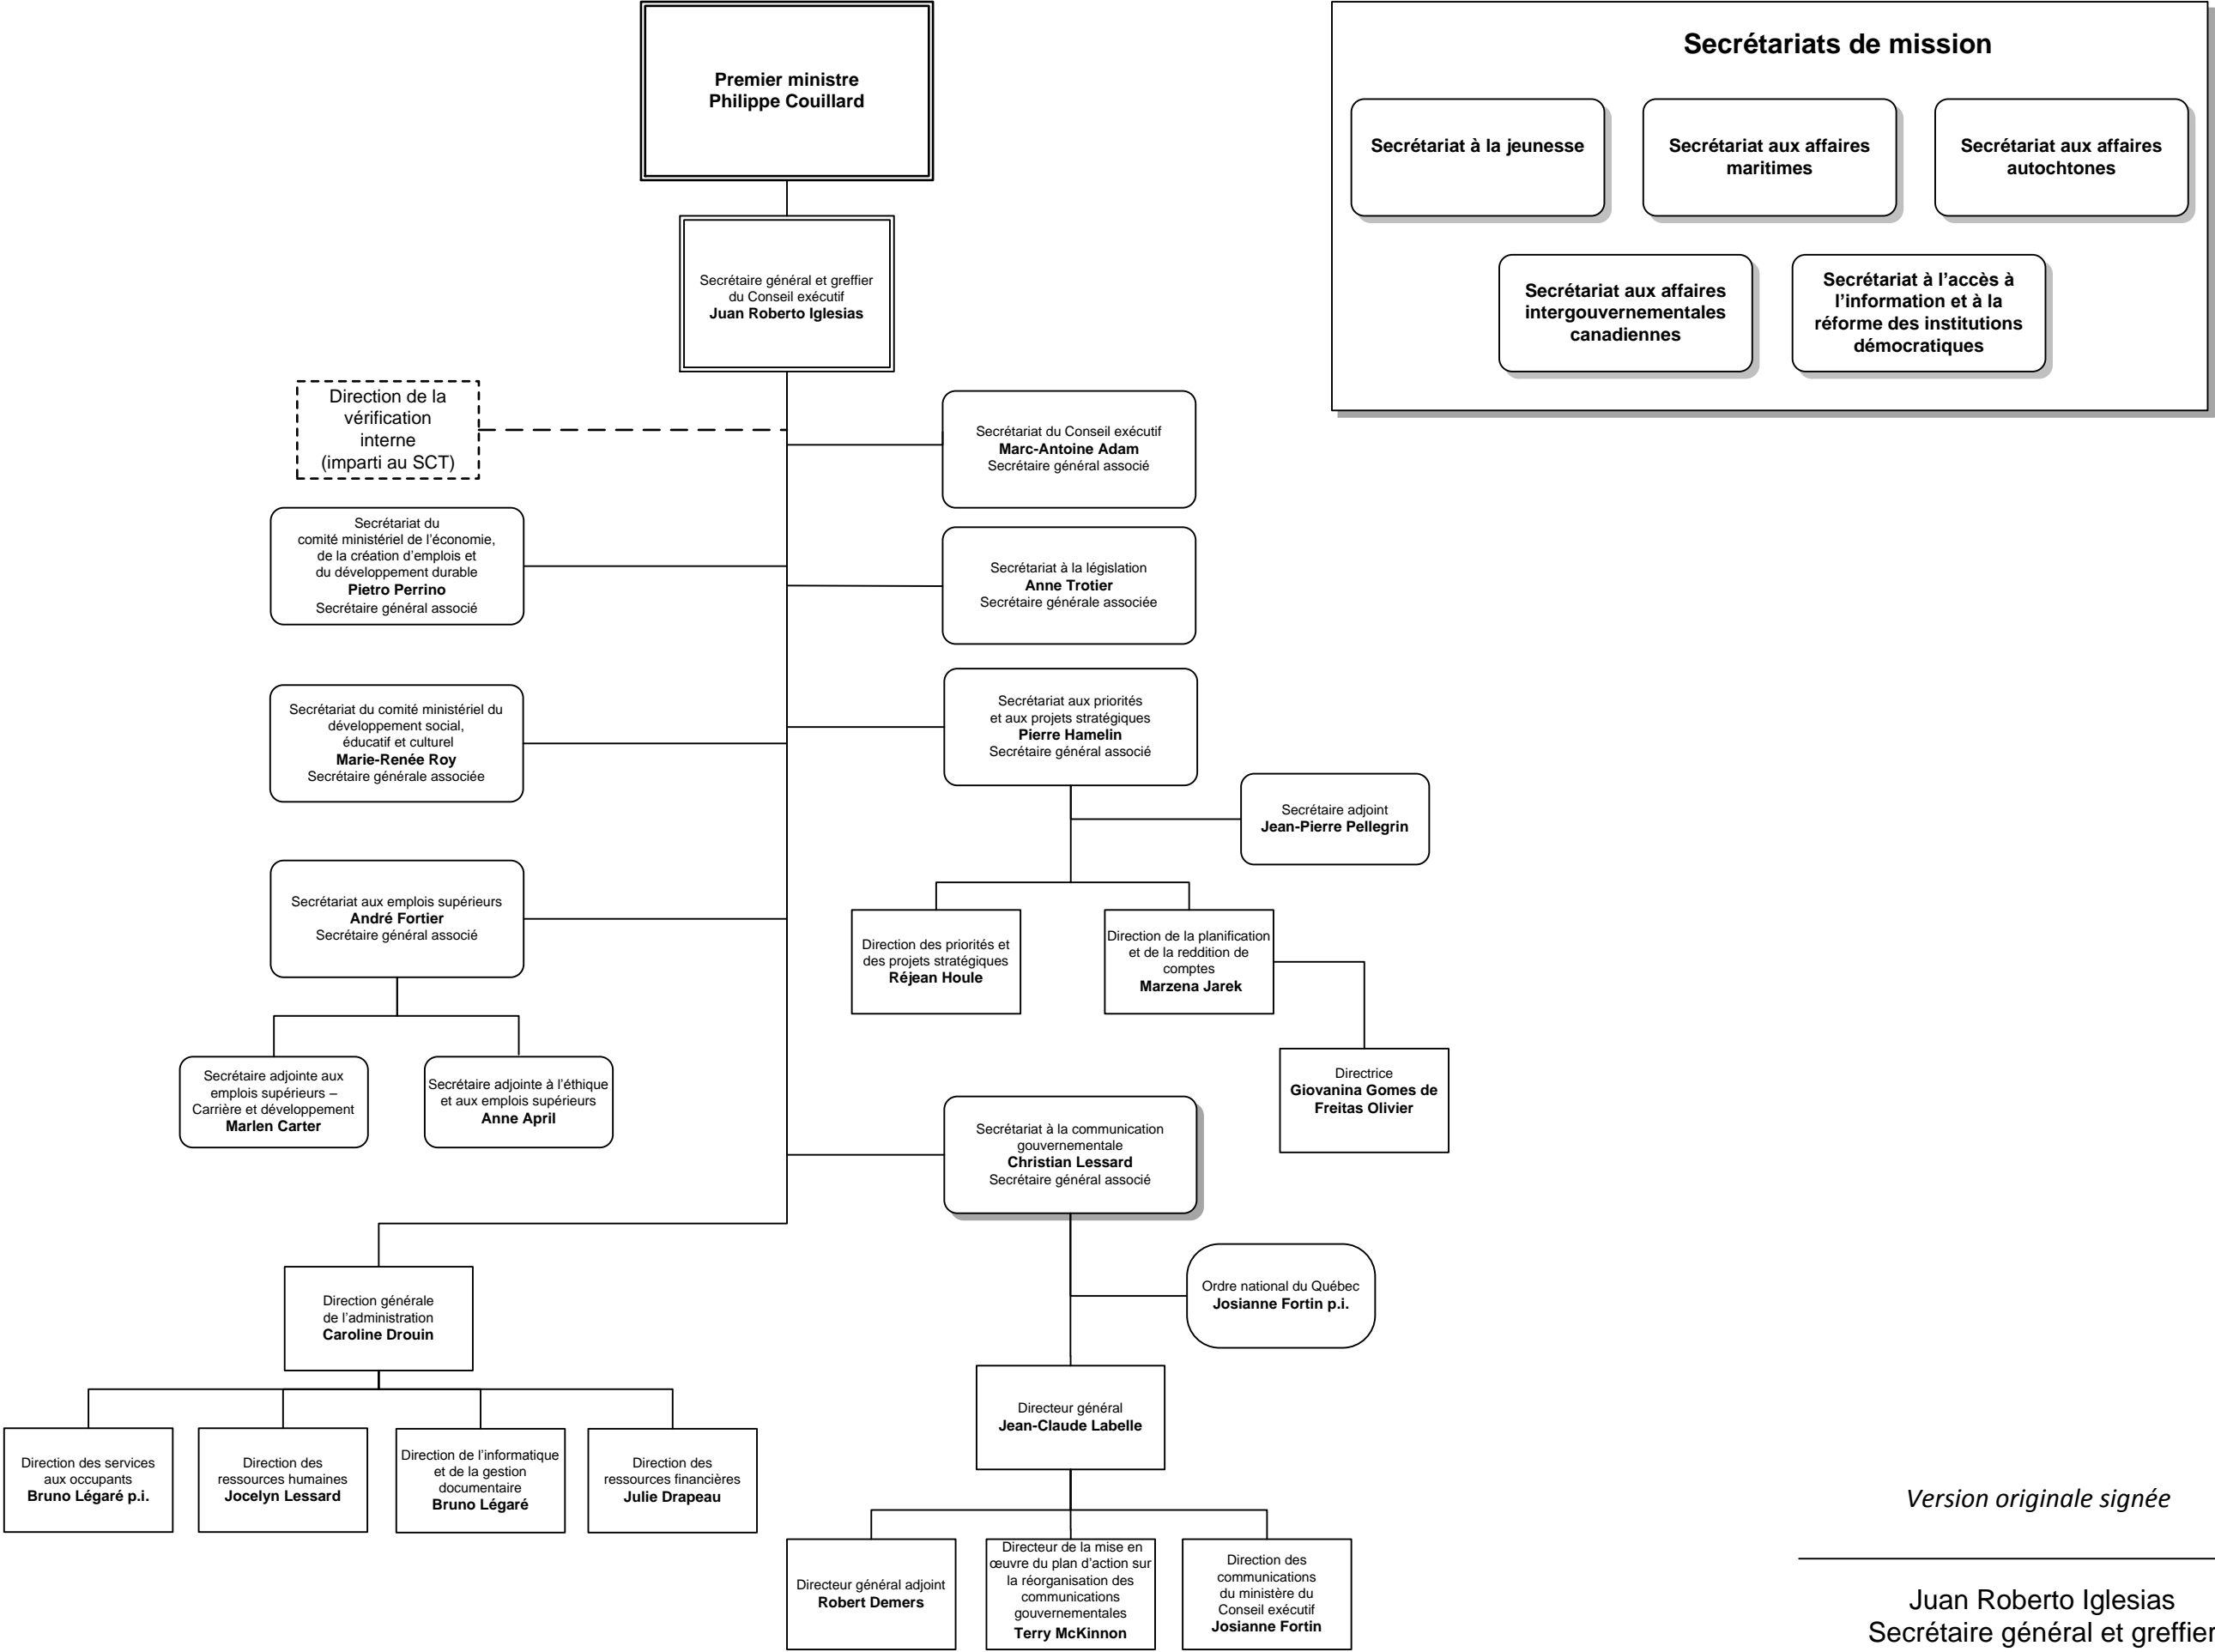 Premier ministre
Philippe Couillard
Secrétaire général et greffier
du Conseil exécutif
Juan Roberto Iglesias
Secrétariats de mission
Secrétariat à la jeunesse
Secrétariat aux affaires
maritimes
Secrétariat aux affaires
autochtones
Secrétariat aux affaires
intergouvernementales
canadiennes
Secrétariat à l’accès à
l’information et à la
réforme des institutions
démocratiques
Direction de la
vérification
interne
(imparti au SCT)
Secrétariat du Conseil exécutif
Marc-Antoine Adam
Secrétaire général associé
Secrétariat du
comité ministériel de l’économie,
de la création d’emplois et
du développement durable
Pietro Perrino
Secrétaire général associé
Secrétariat à la législation
Anne Trotier
Secrétaire générale associée
Secrétariat du comité ministériel du
développement social,
éducatif et culturel
Marie-Renée Roy
Secrétaire générale associée
Secrétariat aux priorités
et aux projets stratégiques
Pierre Hamelin
Secrétaire général associé
Secrétaire adjoint
Jean-Pierre Pellegrin
Secrétariat aux emplois supérieurs
André Fortier
Secrétaire général associé
Direction des priorités et
des projets stratégiques
Réjean Houle
Direction de la planification
et de la reddition de
comptes
Marzena Jarek
Directrice
Giovanina Gomes de
Freitas Olivier
Secrétaire adjointe aux
emplois supérieurs –
Carrière et développement
Marlen Carter
Secrétaire adjointe à l’éthique
et aux emplois supérieurs
Anne April
Secrétariat à la communication
gouvernementale
Christian Lessard
Secrétaire général associé
Ordre national du Québec
Josianne Fortin p.i.
Direction générale
de l’administration
Caroline Drouin
Directeur général
Jean-Claude Labelle
Direction des services
aux occupants
Bruno Légaré p.i.
Direction des
ressources humaines
Jocelyn Lessard
Direction de l’informatique
et de la gestion
documentaire
Bruno Légaré
Direction des
ressources financières
Julie Drapeau
Directeur général adjoint
Robert Demers
Directeur de la mise en
œuvre du plan d’action sur
la réorganisation des
communications
gouvernementales
Terry McKinnon
Direction des
communications
du ministère du
Conseil exécutif
Josianne Fortin
Version originale signée
Juan Roberto Iglesias
Secrétaire général et greffier